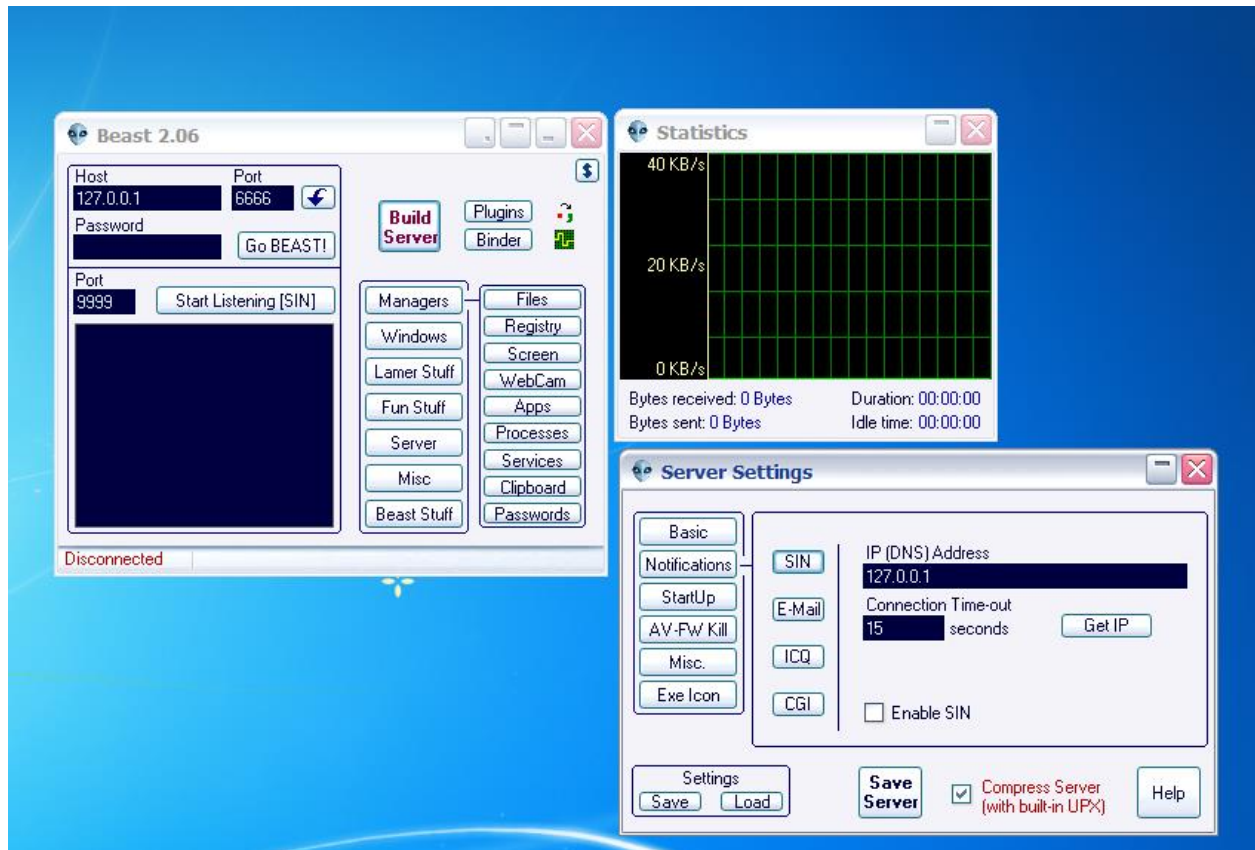 Beast 2.06
Host Port
127.0.0.1 6666
Password
Go BEAST!
Port
9999 Start Listening [SIN]
Build
Server
Plugins
Binder
$
Managers
Windows
Lamer Stuff
Fun Stuff
Server
Misc
Beast Stuff
Files
Registry
Screen
WebCam
Apps
Processes
Services
Clipboard
Passwords
Disconnected
Statistics
40 KB/s
20 KB/s
0 KB/s
Bytes received: 0 Bytes Duration: 00:00:00
Bytes sent: 0 Bytes Idle time: 00:00:00
Server Settings
Basic
Notifications
StartUp
AV-FW Kill
Misc.
Exe Icon
SIN
E-Mail
ICQ
CGI
IP (DNS) Address
127.0.0.1
Connection Time-out
15 seconds Get IP
Enable SIN
Settings
Save Load
Save
Server
Compress Server
(with built-in UPX)
Help